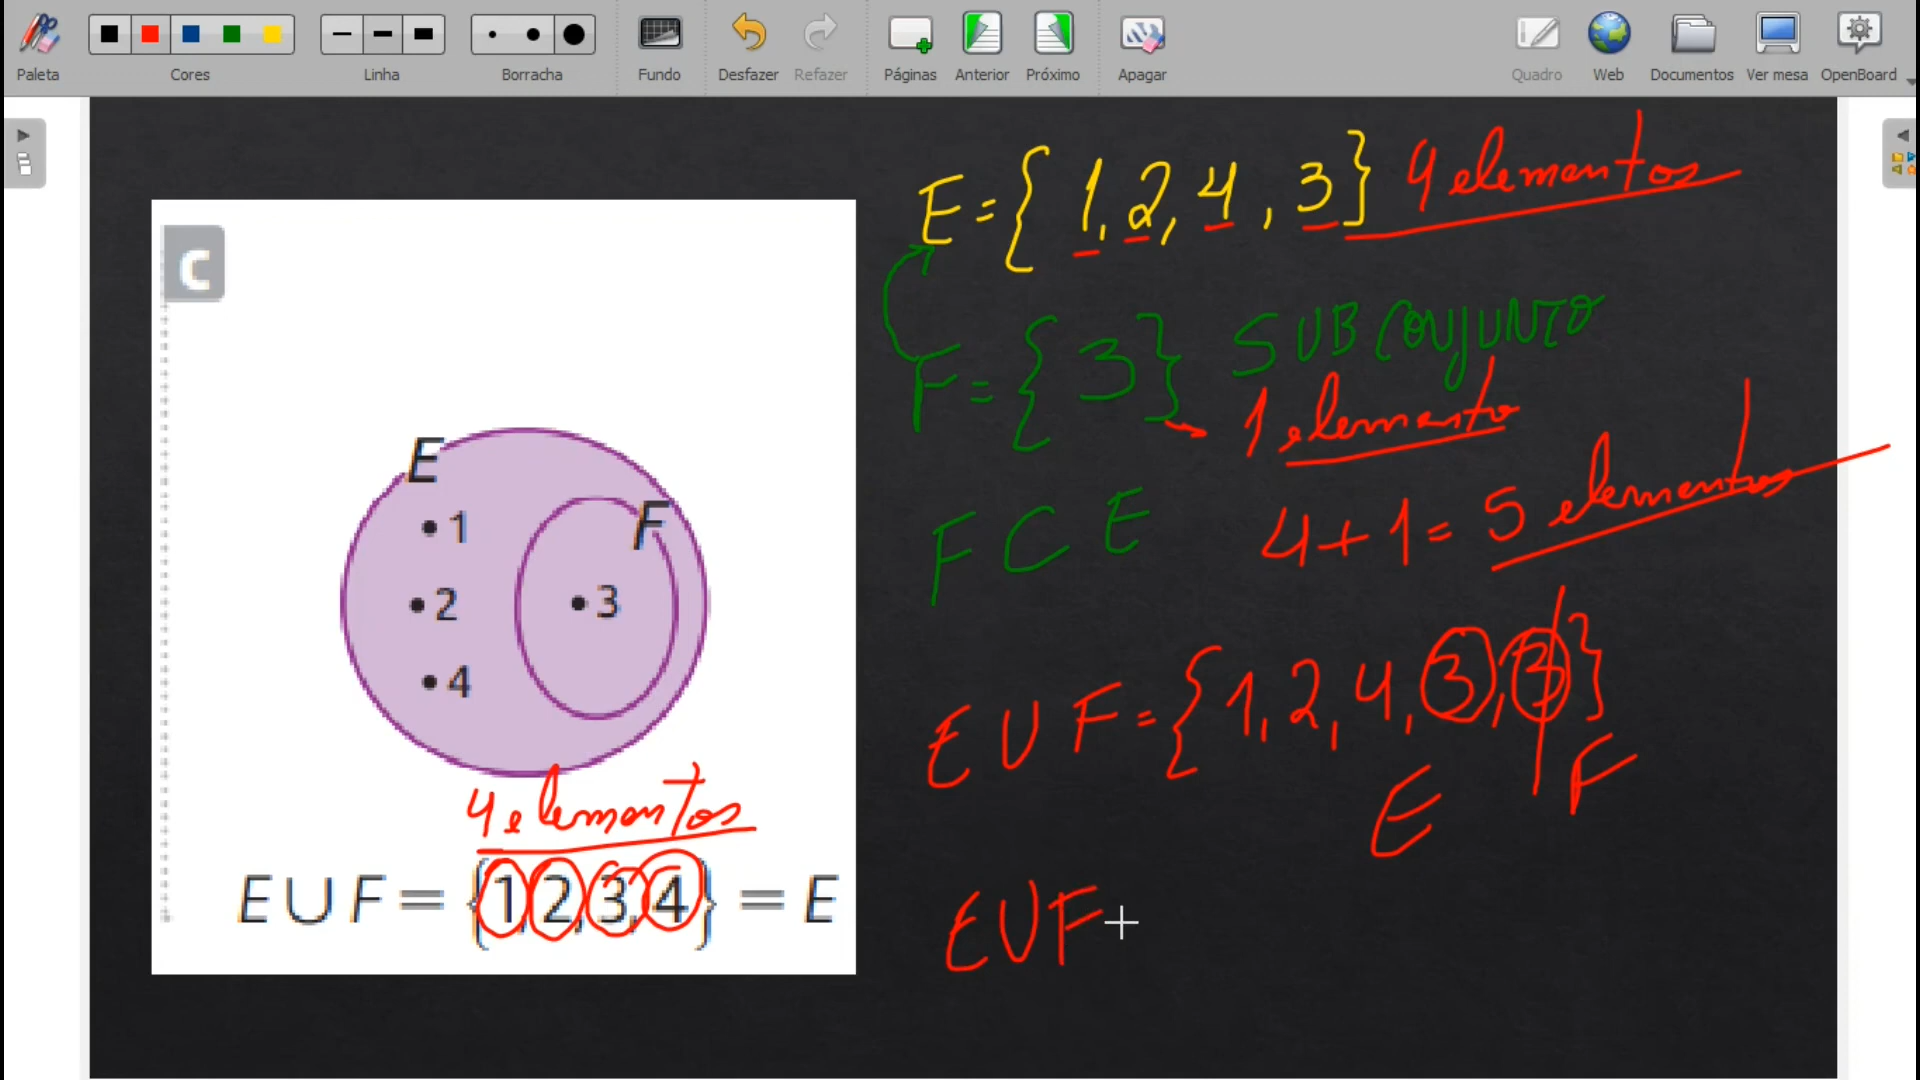 Paleta Cores Linha Borracha Fundo Desfazer Refazer Páginas Anterior Próximo Apagar Quadro Web Documentos Ver mesa OpenBoard
C
E
F
1
2
3
4
4 elementos
E U F = {1, 2, 3, 4} = E
E = { 1, 2, 4, 3} 4 elementos
F = { 3 } SUBCONJUNTO
1 elemento
F C E
4 + 1 = 5 elementos
E U F = { 1, 2, 4, 3, 3 }
E F
E U F